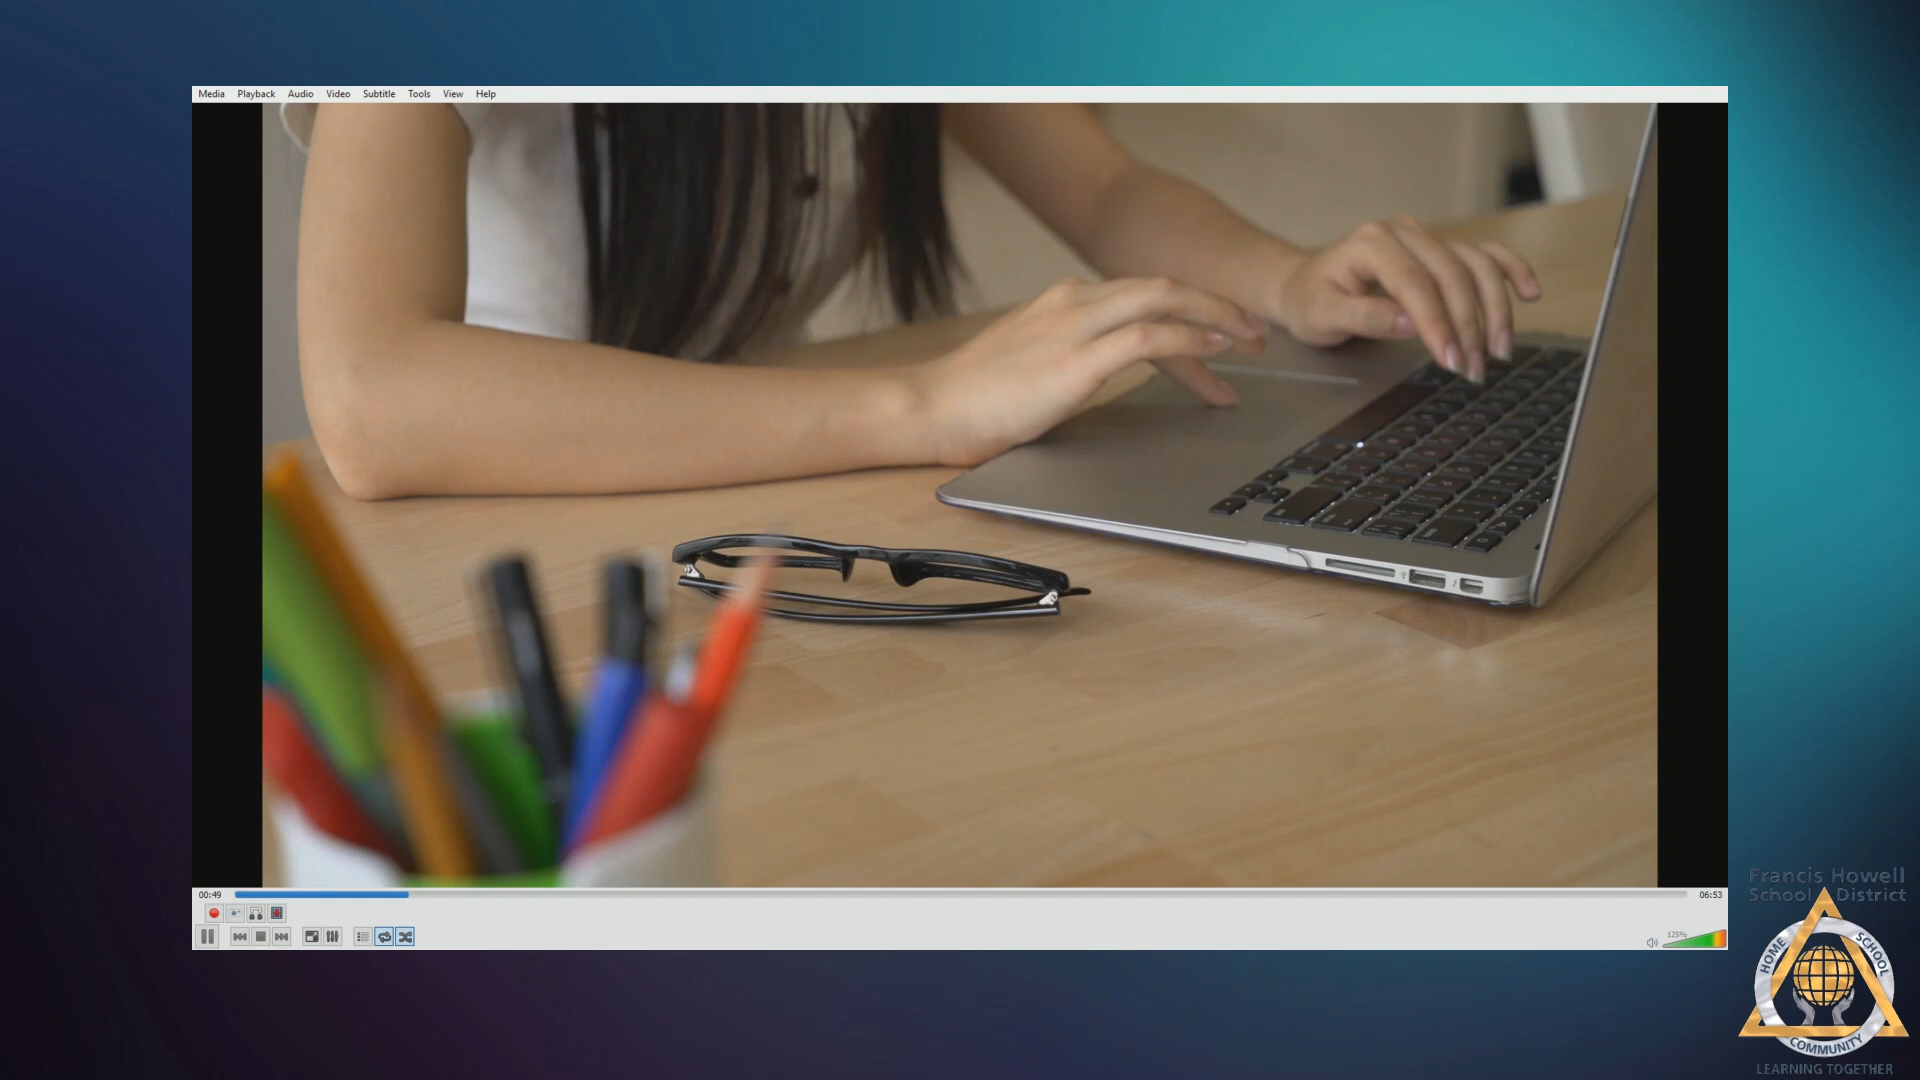 Media Playback Audio Video Subtitle Tools View Help
00:49
06:53
125%
Francis Howell
School District
HOME
SCHOOL
COMMUNITY
LEARNING TOGETHER